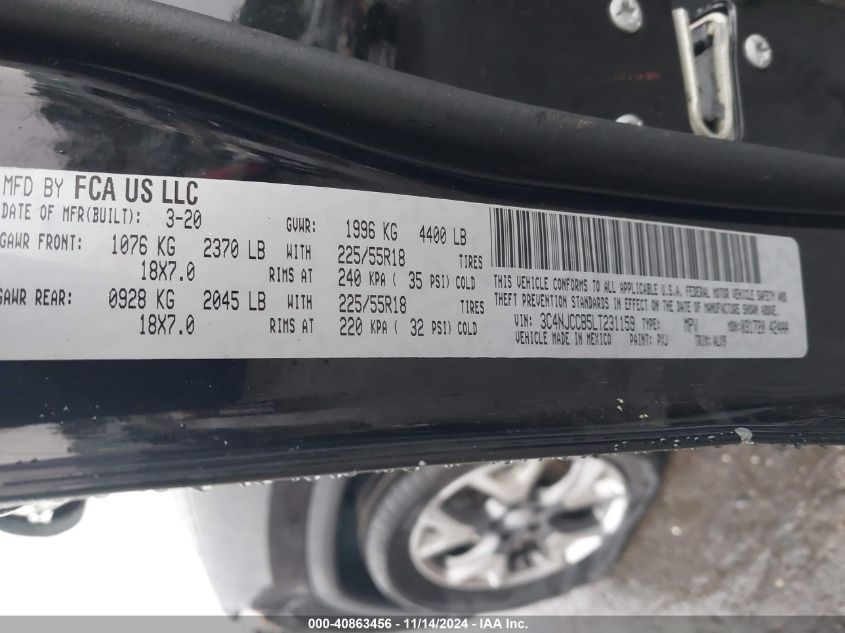 MFD BY FCA US LLC
DATE OF MFR(BUILT): 3-20 GVWR: 1996 KG 4400 LB
GAWR FRONT: 1076 KG 2370 LB WITH 225/55R18 TIRES
18X7.0 RIMS AT 240 KPA ( 35 PSI) COLD
GAWR REAR: 0928 KG 2045 LB WITH 225/55R18 TIRES
18X7.0 RIMS AT 220 KPA ( 32 PSI) COLD
THIS VEHICLE CONFORMS TO ALL APPLICABLE U.S.A. FEDERAL MOTOR VEHICLE SAFETY AND
THEFT PREVENTION STANDARDS IN EFFECT ON THE DATE OF MANUFACTURE SHOWN ABOVE.
VIN: 3C4NJCCB5LT231159 TYPE: MPV MDH: 031720 424AA
VEHICLE MADE IN MEXICO PAINT: PXJ TRIM:
000-40863456 — 11/14/2024 — IAA Inc.